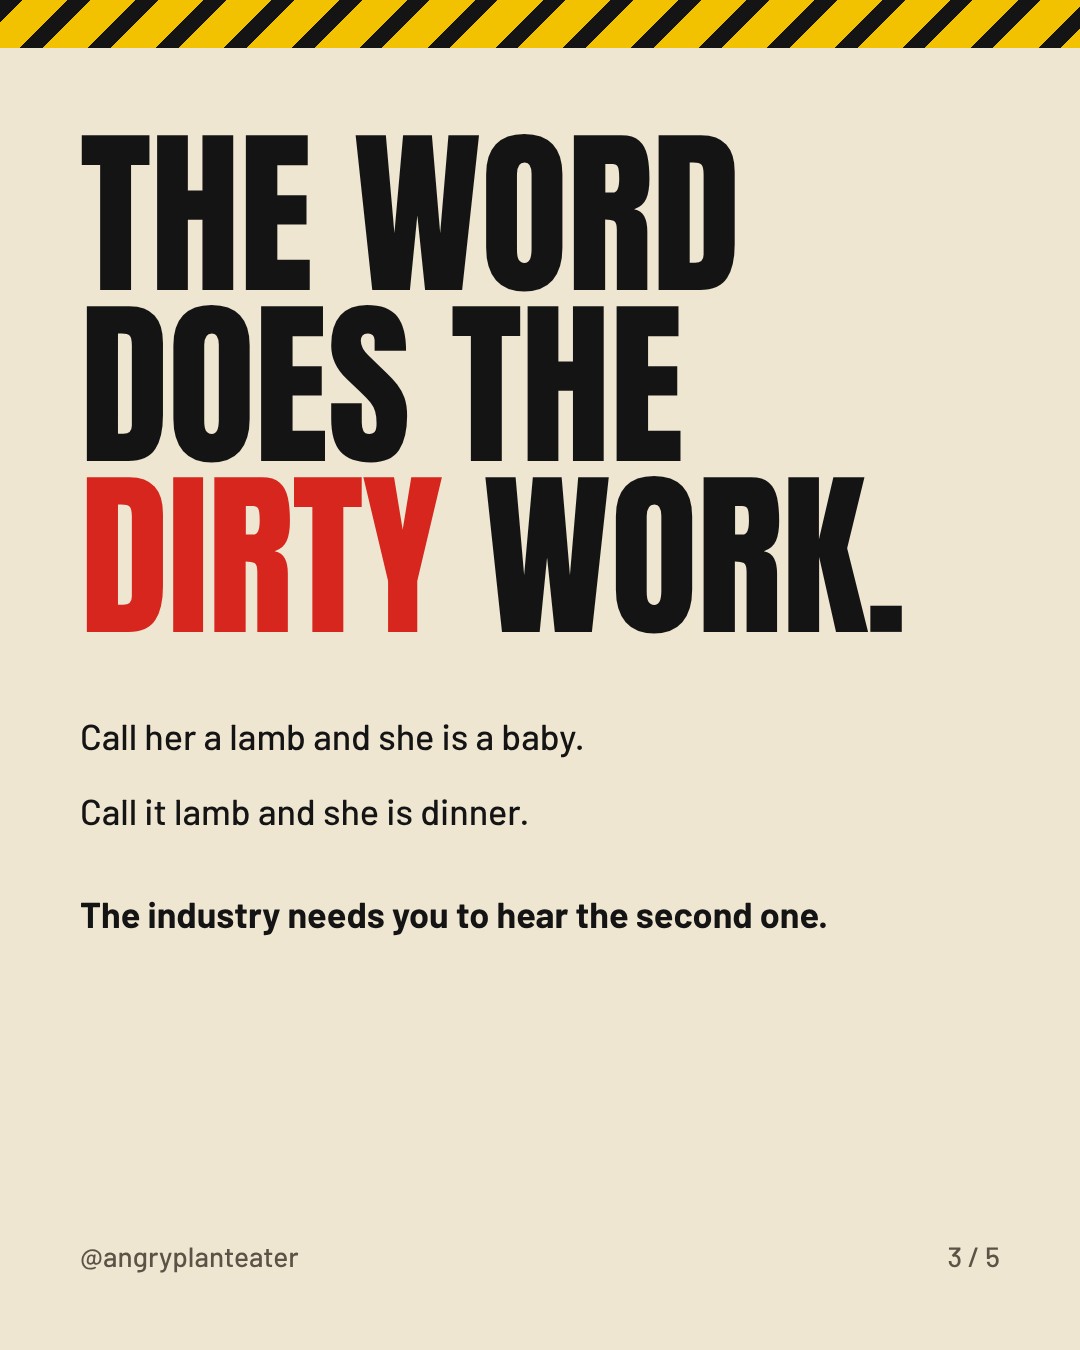 THE WORD
DOES THE
DIRTY WORK.
Call her a lamb and she is a baby.
Call it lamb and she is dinner.
The industry needs you to hear the second one.
@angryplanteater
3 / 5